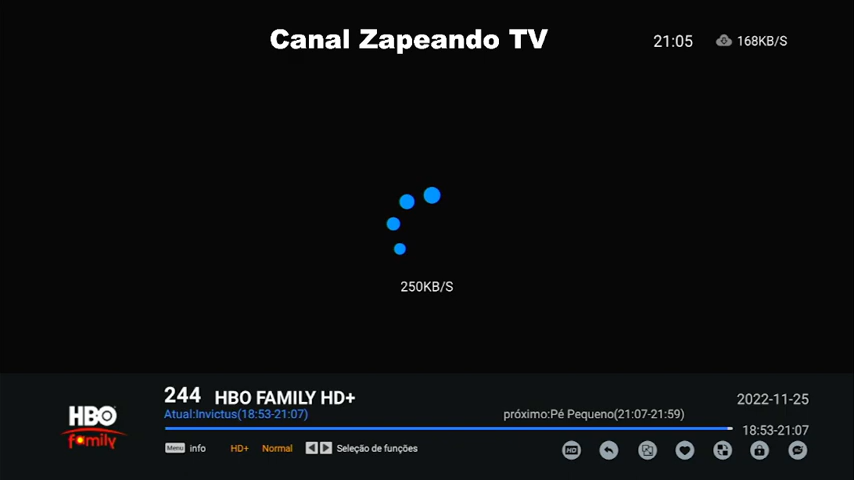 Canal Zapeando TV
21:05
168KB/S
250KB/S
244 HBO FAMILY HD+
2022-11-25
Atual:Invictus(18:53-21:07)
próximo:Pé Pequeno(21:07-21:59)
HBO
family
18:53-21:07
Menu info HD+ Normal Seleção de funções
HD